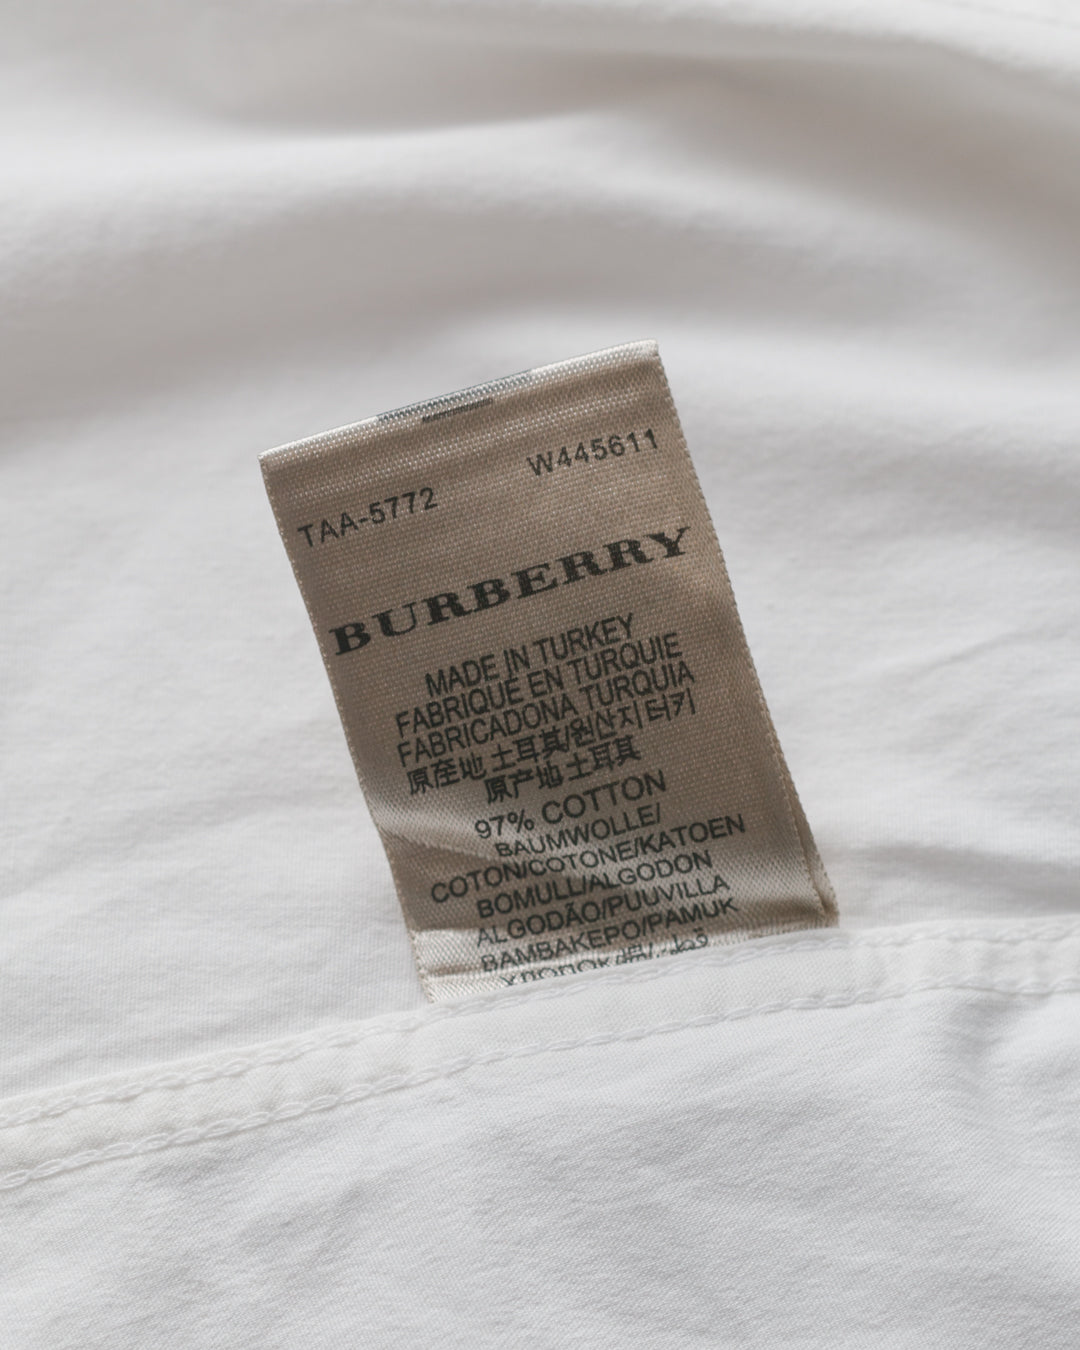 TAA-5772 W445611
BURBERRY
MADE IN TURKEY
FABRIQUÉ EN TURQUIE
FABRICADONA TURQUIA
原産地 土耳其/원산지 터키
原产地 土耳其
97% COTTON
BAUMWOLLE/
COTON/COTONE/KATOEN
BOMULL/ALGODON
ALGODÃO/PUUVILLA
BAMBAKEPO/PAMUK